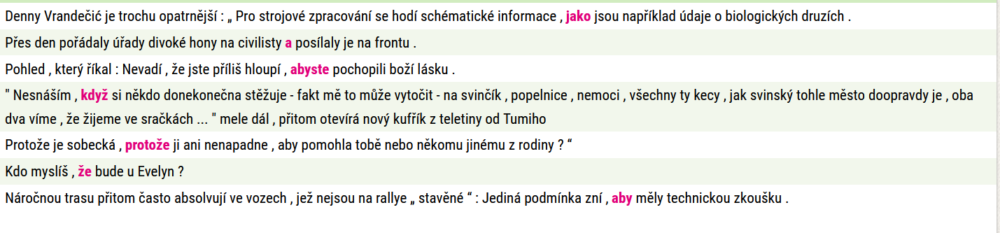 Denny Vrandečić je trochu opatrnější : „ Pro strojové zpracování se hodí schématické informace , jako jsou například údaje o biologických druzích .
Přes den pořádaly úřady divoké hony na civilisty a posílaly je na frontu .
Pohled , který říkal : Nevadí , že jste příliš hloupí , abyste pochopili boží lásku .
" Nesnáším , když si někdo donekonečna stěžuje - fakt mě to může vytočit - na svinčík , popelnice , nemoci , všechny ty kecy , jak svinský tohle město doopravdy je , oba
dva víme , že žijeme ve sračkách ... " mele dál , přitom otevírá nový kufřík z teletiny od Tumiho
Protože je sobecká , protože ji ani nenapadne , aby pomohla tobě nebo někomu jinému z rodiny ? “
Kdo myslíš , že bude u Evelyn ?
Náročnou trasu přitom často absolvují ve vozech , jež nejsou na rallye „ stavěné “ : Jediná podmínka zní , aby měly technickou zkoušku .